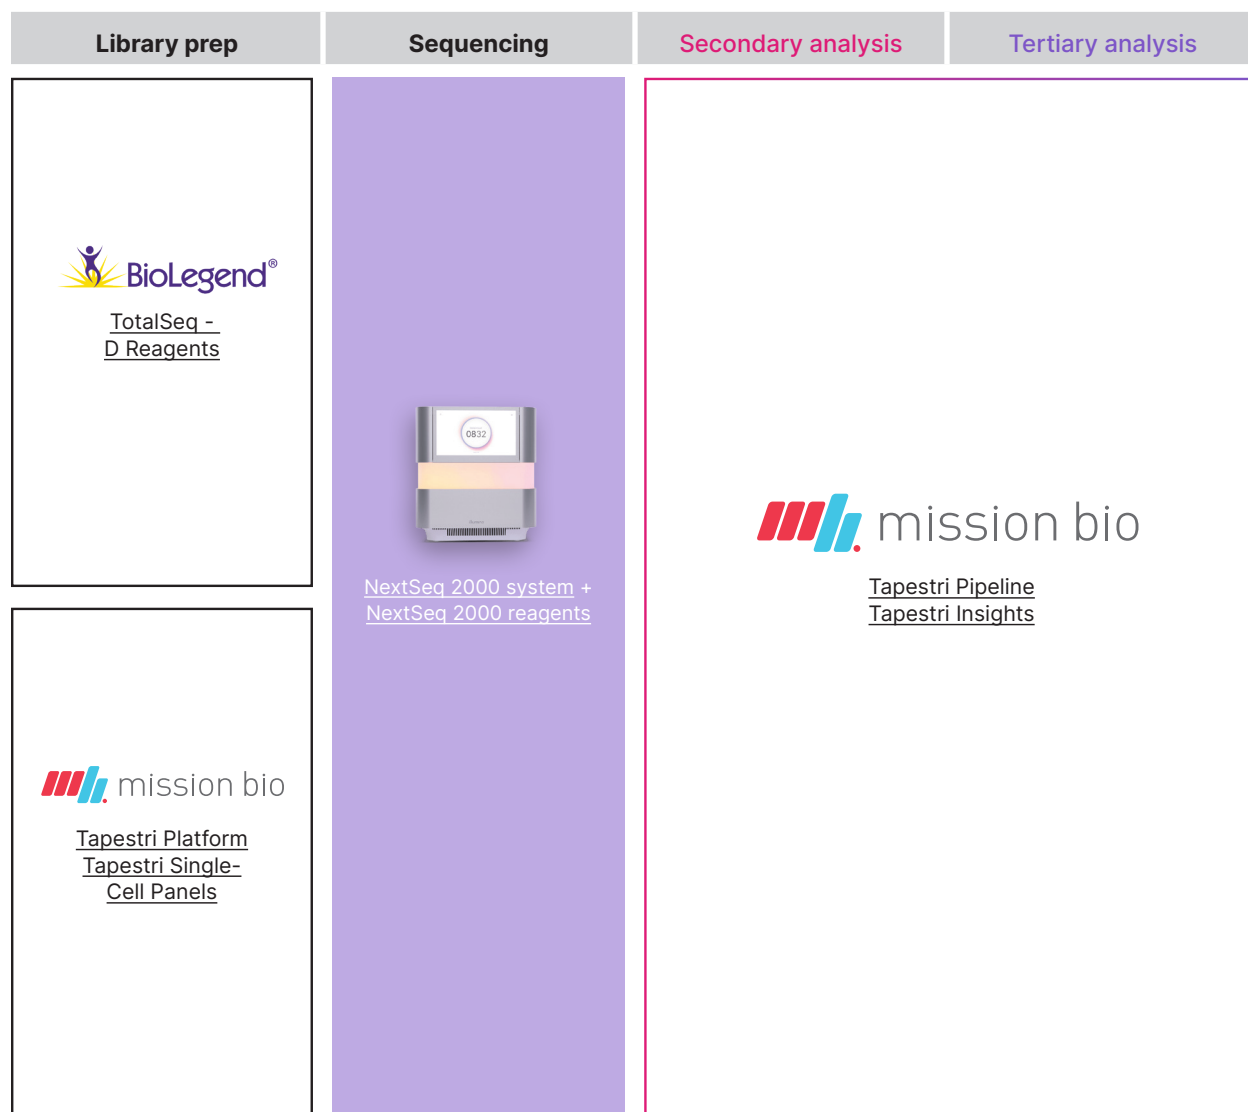 Library prep
Sequencing
Secondary analysis
Tertiary analysis
BioLegend®
TotalSeq -
D Reagents
mission bio
Tapestri Platform
Tapestri Single-
Cell Panels
0832
NextSeq 2000 system +
NextSeq 2000 reagents
mission bio
Tapestri Pipeline
Tapestri Insights